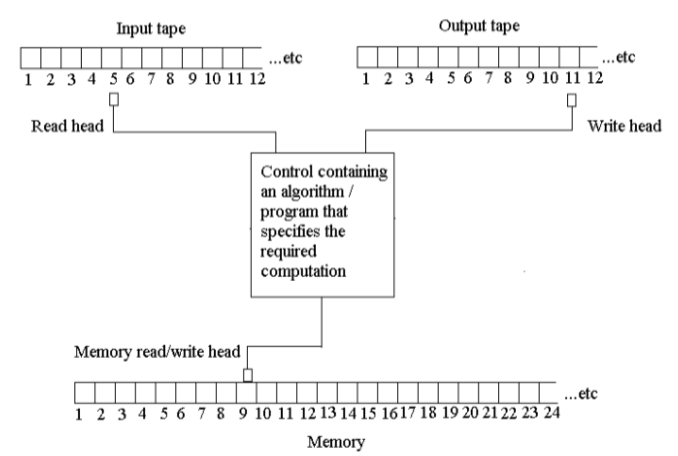 Input tape
Output tape
...etc
...etc
1 2 3 4 5 6 7 8 9 10 11 12
1 2 3 4 5 6 7 8 9 10 11 12
Read head
Write head
Control containing
an algorithm /
program that
specifies the
required
computation
Memory read/write head
...etc
1 2 3 4 5 6 7 8 9 10 11 12 13 14 15 16 17 18 19 20 21 22 23 24
Memory